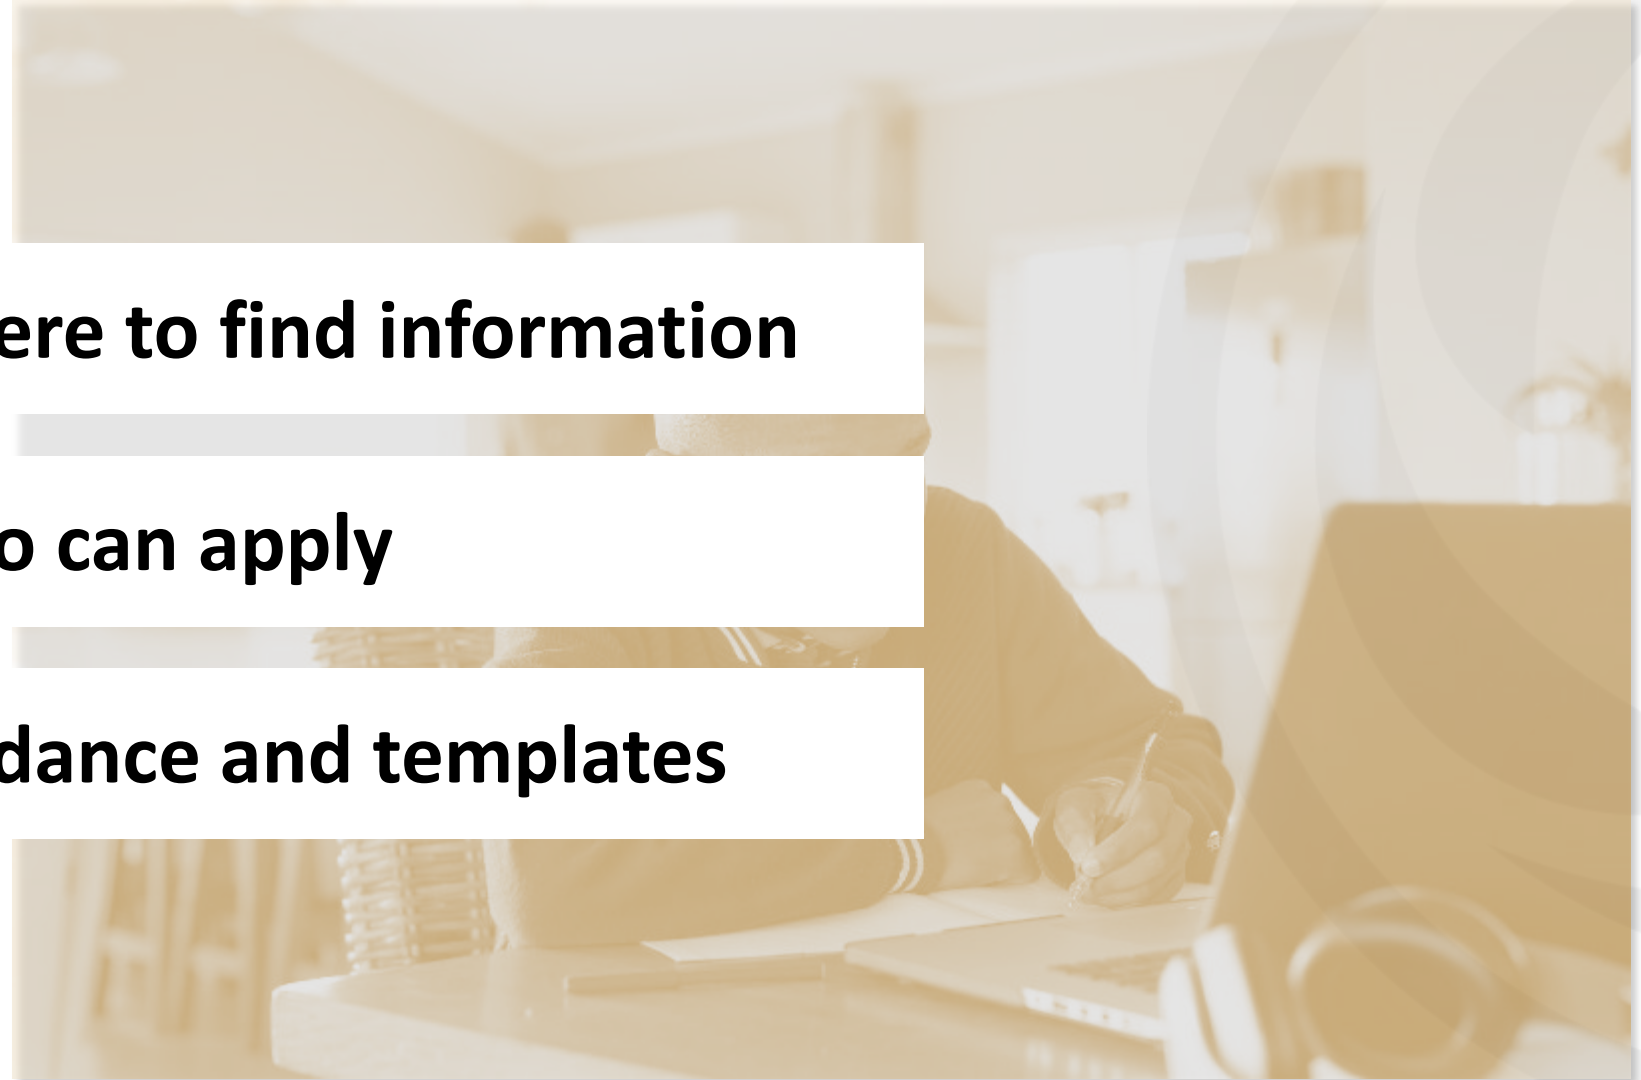 ere to find information
o can apply
dance and templates